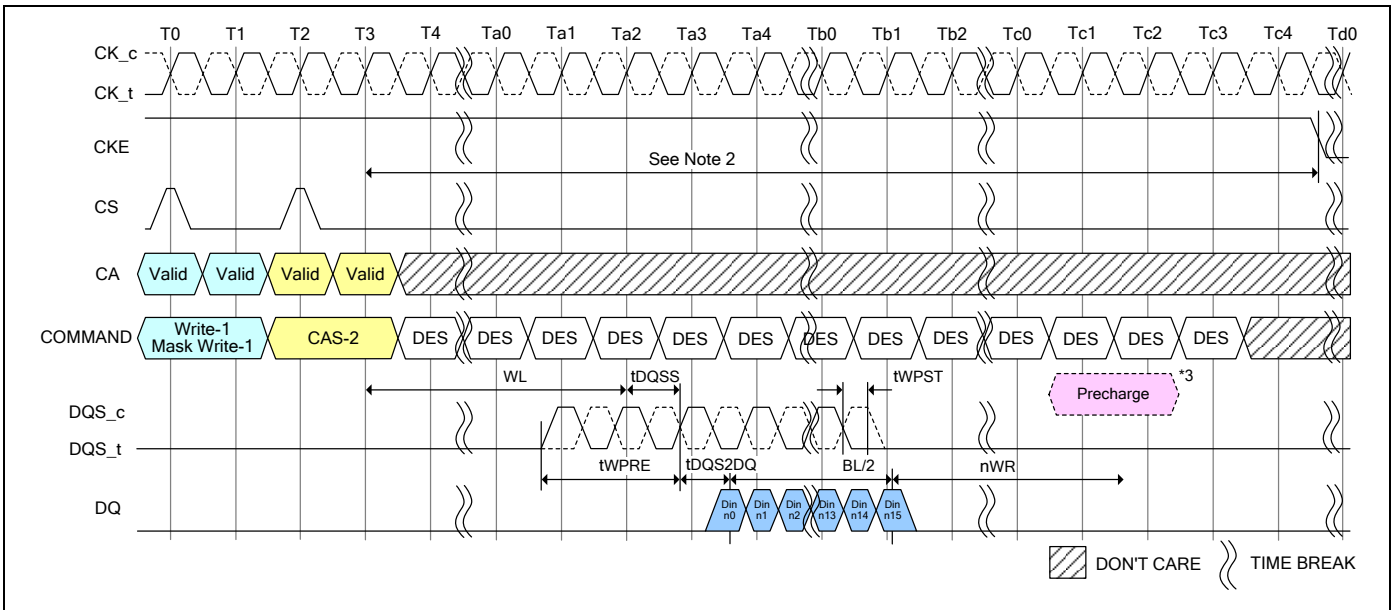 T0 T1 T2 T3 T4 Ta0 Ta1 Ta2 Ta3 Ta4 Tb0 Tb1 Tb2 Tc0 Tc1 Tc2 Tc3 Tc4 Td0
CK_c
CK_t
CKE
See Note 2
CS
CA Valid Valid Valid Valid
COMMAND Write-1 Mask Write-1 CAS-2 DES DES DES DES DES DES DES DES DES DES DES DES DES
WL tDQSS tWPST
Precharge *3
DQS_c
DQS_t
tWPRE tDQS2DQ BL/2 nWR
DQ Din n0 Din n1 Din n2 Din n13 Din n14 Din n15
DON'T CARE TIME BREAK